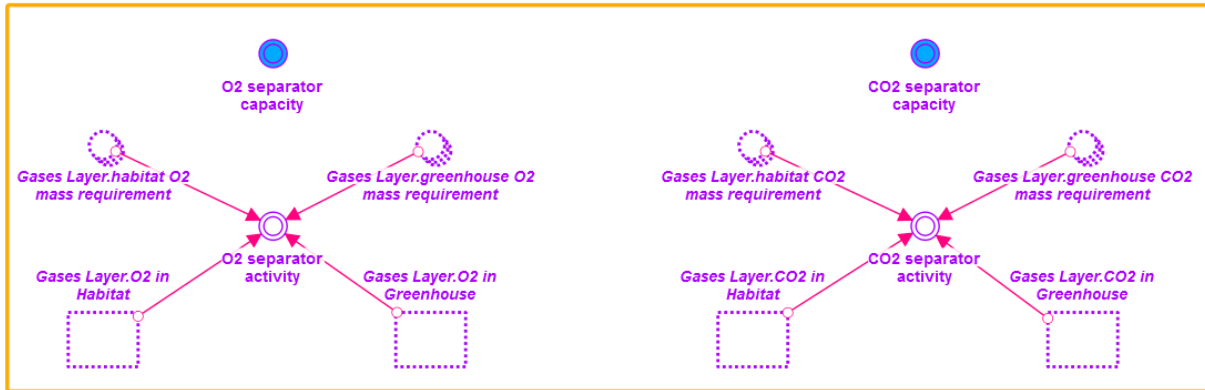 O2 separator
capacity
CO2 separator
capacity
Gases Layer.habitat O2
mass requirement
Gases Layer.greenhouse O2
mass requirement
Gases Layer.habitat CO2
mass requirement
Gases Layer.greenhouse CO2
mass requirement
O2 separator
activity
CO2 separator
activity
Gases Layer.O2 in
Habitat
Gases Layer.O2 in
Greenhouse
Gases Layer.CO2 in
Habitat
Gases Layer.CO2 in
Greenhouse